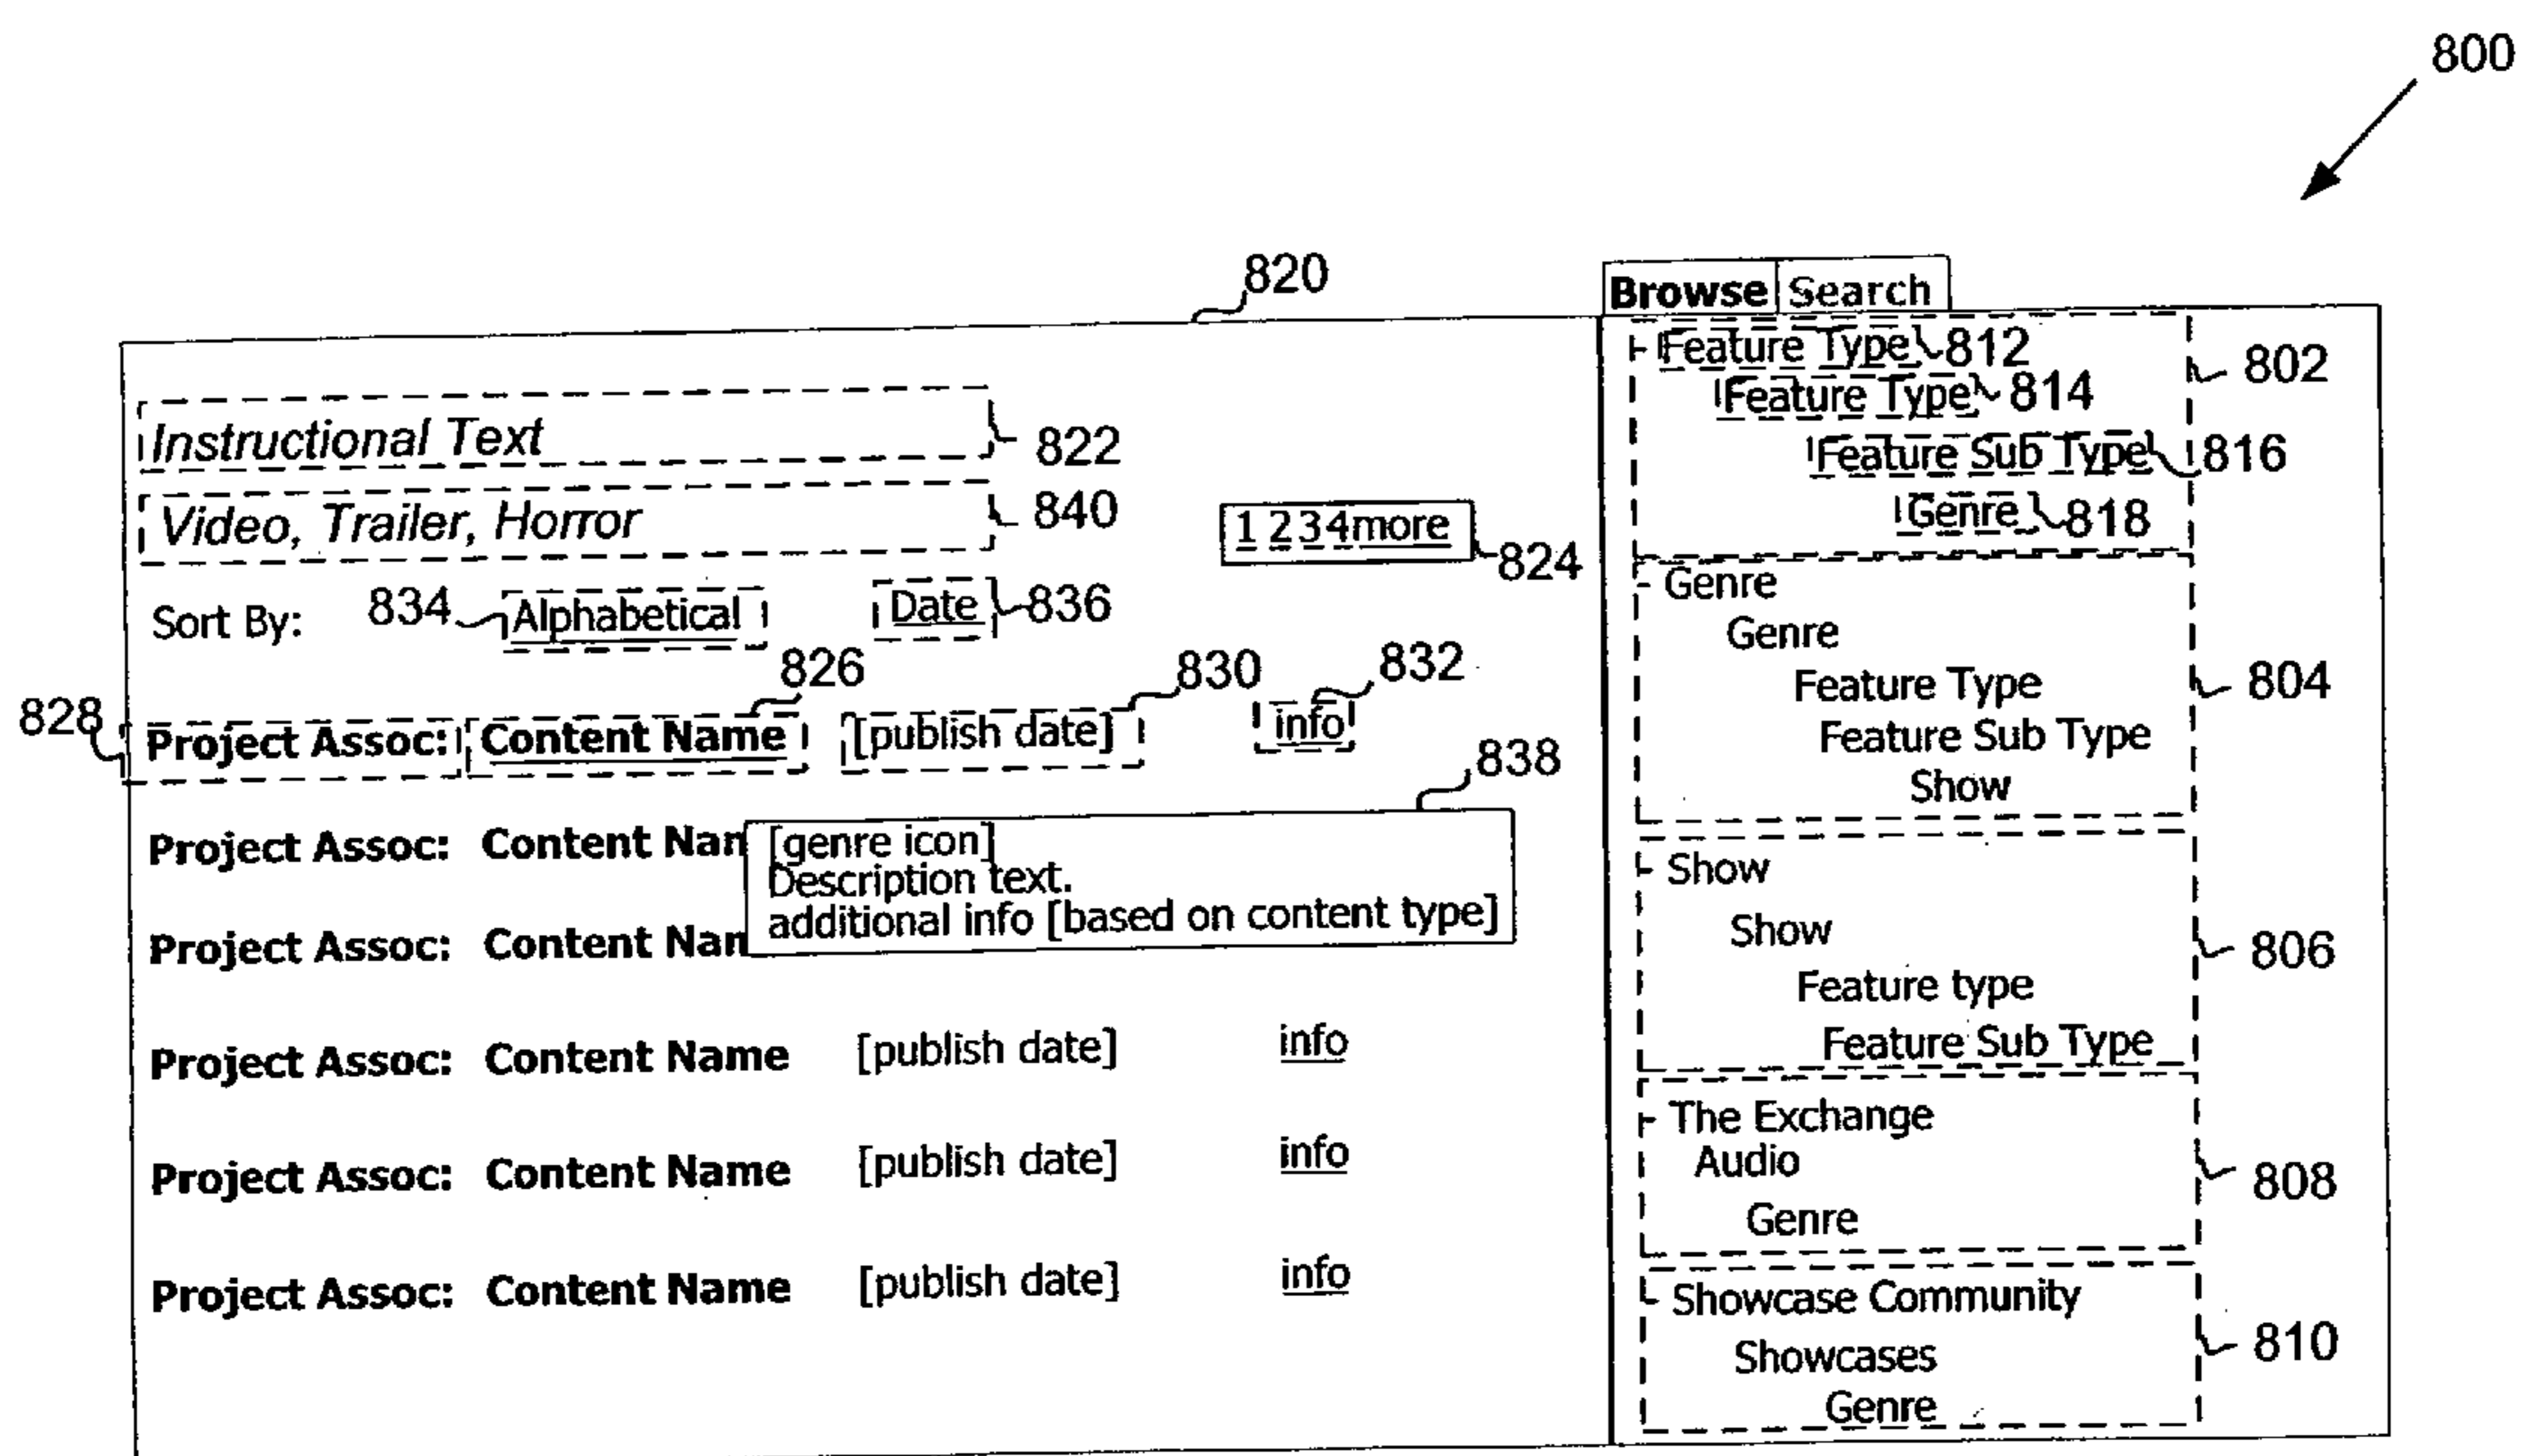 800
820
Instructional Text 822
Video, Trailer, Horror 840
1 2 3 4 more 824
Sort By: 834 Alphabetical Date 836
826 830 832
828 Project Assoc: Content Name [publish date] info
838
Project Assoc: Content Nam
[genre icon]
Description text.
additional info [based on content type]
Project Assoc: Content Nam
Project Assoc: Content Name [publish date] info
Project Assoc: Content Name [publish date] info
Project Assoc: Content Name [publish date] info
Browse Search
Feature Type 812 802
Feature Type 814
Feature Sub Type 816
Genre 818
Genre
Genre
Feature Type 804
Feature Sub Type
Show
Show
Show 806
Feature type
Feature Sub Type
The Exchange
Audio 808
Genre
Showcase Community
Showcases 810
Genre